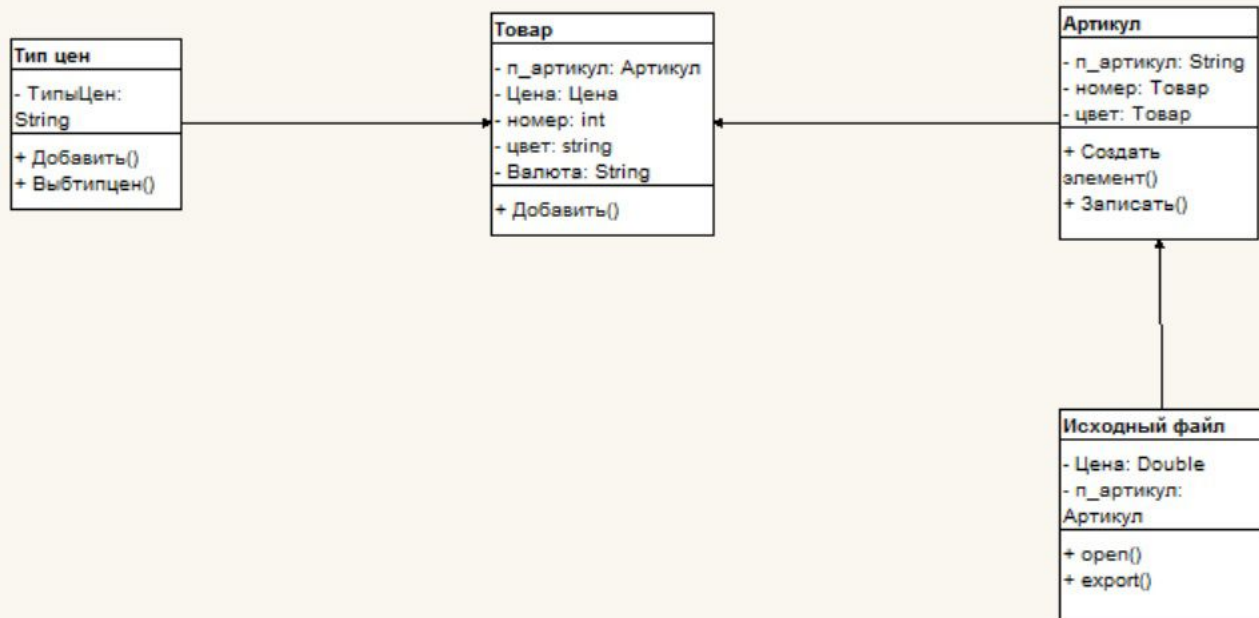 Тип цен
- ТипыЦен:
String
+ Добавить()
+ Выбтипцен()
Товар
- п_артикул: Артикул
- Цена: Цена
- номер: int
- цвет: string
- Валюта: String
+ Добавить()
Артикул
- п_артикул: String
- номер: Товар
- цвет: Товар
+ Создать
элемент()
+ Записать()
Исходный файл
- Цена: Double
- п_артикул:
Артикул
+ open()
+ export()